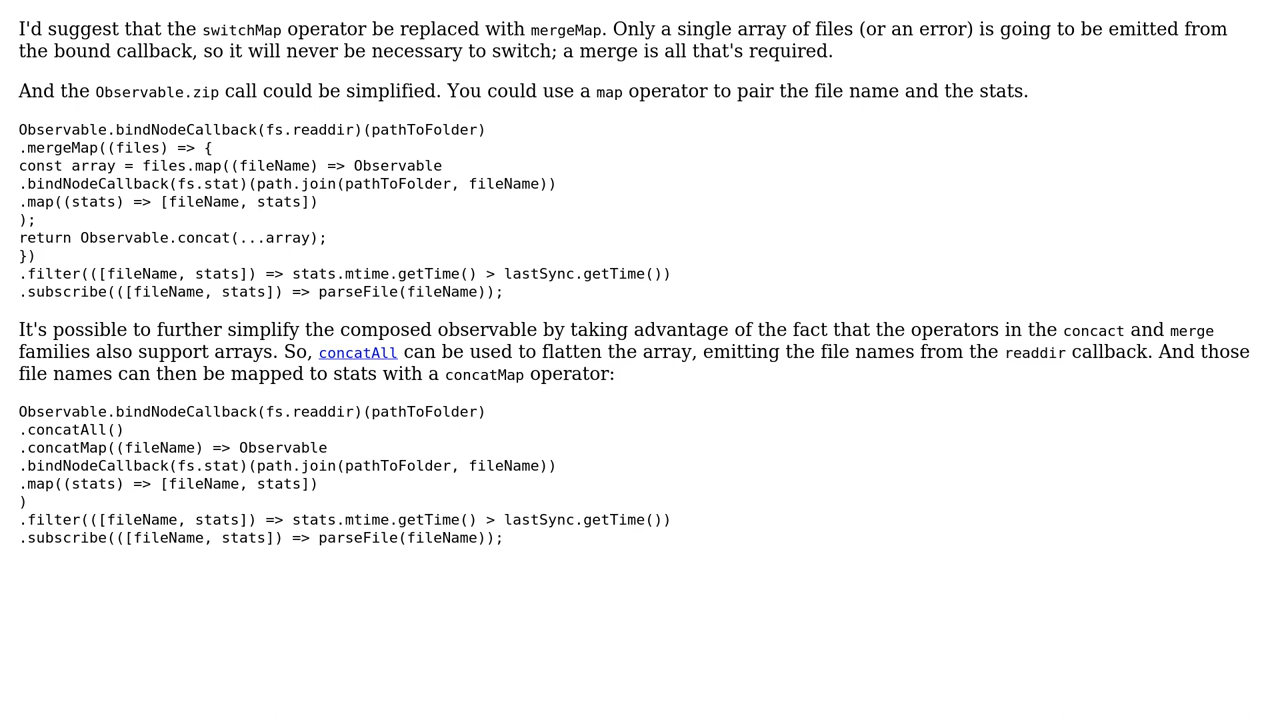 I'd suggest that the switchMap operator be replaced with mergeMap. Only a single array of files (or an error) is going to be emitted from
the bound callback, so it will never be necessary to switch; a merge is all that's required.
And the Observable.zip call could be simplified. You could use a map operator to pair the file name and the stats.
Observable.bindNodeCallback(fs.readdir)(pathToFolder)
.mergeMap((files) => {
const array = files.map((fileName) => Observable
.bindNodeCallback(fs.stat)(path.join(pathToFolder, fileName))
.map((stats) => [fileName, stats])
);
return Observable.concat(...array);
})
.filter(([fileName, stats]) => stats.mtime.getTime() > lastSync.getTime())
.subscribe(([fileName, stats]) => parseFile(fileName));
It's possible to further simplify the composed observable by taking advantage of the fact that the operators in the concact and merge
families also support arrays. So, concatAll can be used to flatten the array, emitting the file names from the readdir callback. And those
file names can then be mapped to stats with a concatMap operator:
Observable.bindNodeCallback(fs.readdir)(pathToFolder)
.concatAll()
.concatMap((fileName) => Observable
.bindNodeCallback(fs.stat)(path.join(pathToFolder, fileName))
.map((stats) => [fileName, stats])
)
.filter(([fileName, stats]) => stats.mtime.getTime() > lastSync.getTime())
.subscribe(([fileName, stats]) => parseFile(fileName));